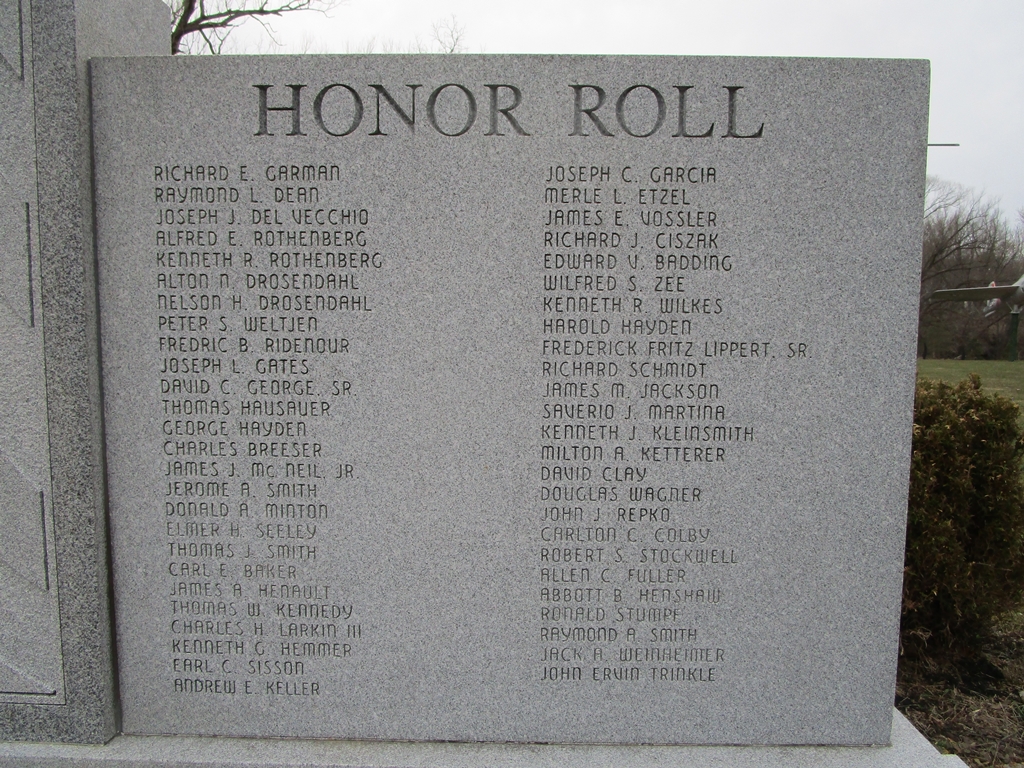 HONOR ROLL
RICHARD E. GARMAN
RAYMOND L. DEAN
JOSEPH J. DEL VECCHIO
ALFRED E. ROTHENBERG
KENNETH R. ROTHENBERG
ALTON N. DROSENDAHL
NELSON H. DROSENDAHL
PETER S. WELTJEN
FREDRIC B. RIDENOUR
JOSEPH L. GATES
DAVID C. GEORGE, SR.
THOMAS HAUSAUER
GEORGE HAYDEN
CHARLES BREESER
JAMES J. Mc NEIL, JR.
JEROME A. SMITH
DONALD A. MINTON
ELMER H. SEELEY
THOMAS J. SMITH
CARL E. BAKER
JAMES A. HENAULT
THOMAS W. KENNEDY
CHARLES H. LARKIN III
KENNETH G. HEMMER
EARL C. SISSON
ANDREW E. KELLER
JOSEPH C. GARCIA
MERLE L. ETZEL
JAMES E. VOSSLER
RICHARD J. CISZAK
EDWARD V. BADDING
WILFRED S. ZEE
KENNETH R. WILKES
HAROLD HAYDEN
FREDERICK FRITZ LIPPERT, SR.
RICHARD SCHMIDT
JAMES M. JACKSON
SAVERIO J. MARTINA
KENNETH J. KLEINSMITH
MILTON A. KETTERER
DAVID CLAY
DOUGLAS WAGNER
JOHN J. REPKO
CARLTON C. COLBY
ROBERT S. STOCKWELL
ALLEN C. FULLER
ABBOTT B. HENSHAW
RONALD STUMPF
RAYMOND A. SMITH
JACK A. WEINHEIMER
JOHN ERVIN TRINKLE